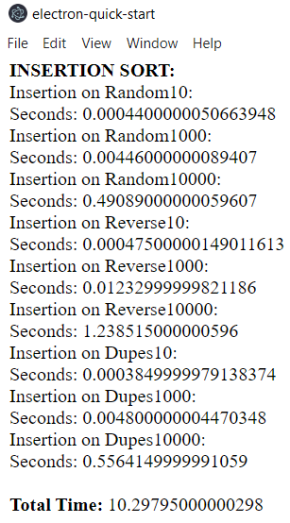 electron-quick-start
File Edit View Window Help
INSERTION SORT:
Insertion on Random10:
Seconds: 0.0004400000050663948
Insertion on Random1000:
Seconds: 0.00446000000089407
Insertion on Random10000:
Seconds: 0.49089000000059607
Insertion on Reverse10:
Seconds: 0.00047500000149011613
Insertion on Reverse1000:
Seconds: 0.01232999999821186
Insertion on Reverse10000:
Seconds: 1.238515000000596
Insertion on Dupes10:
Seconds: 0.0003849999979138374
Insertion on Dupes1000:
Seconds: 0.004800000004470348
Insertion on Dupes10000:
Seconds: 0.5564149999991059
Total Time: 10.29795000000298